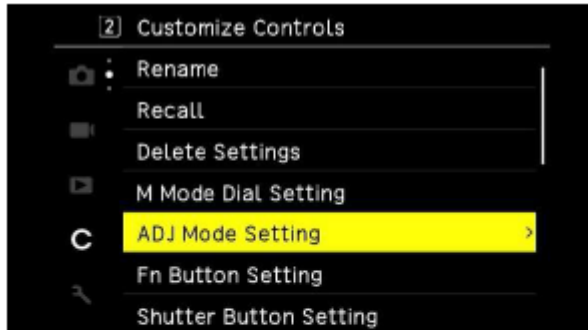 2 Customize Controls
Rename
Recall
Delete Settings
M Mode Dial Setting
C
ADJ Mode Setting >
Fn Button Setting
Shutter Button Setting